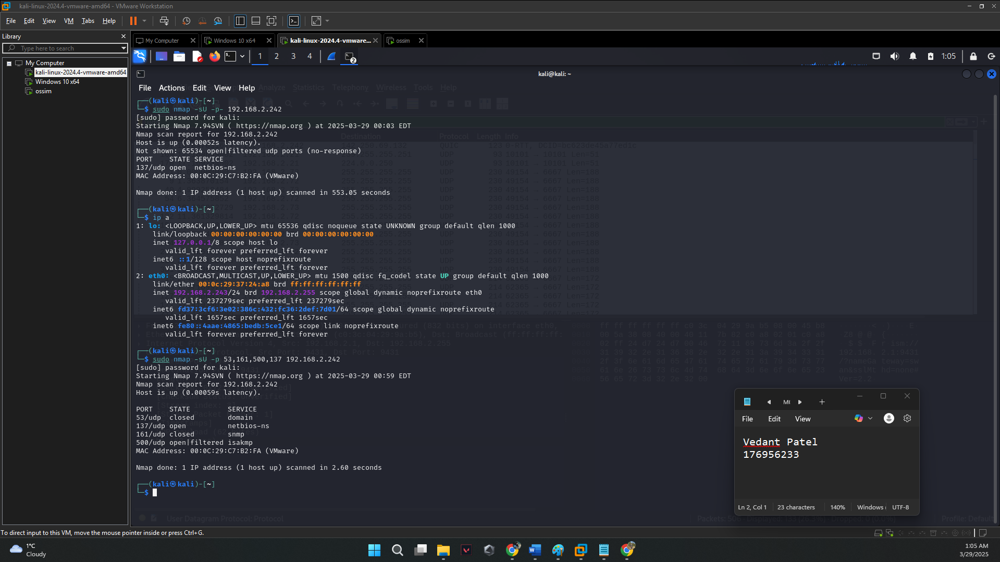 kali-linux-2024.4-vmware-amd64 - VMware Workstation
File Edit View VM Tabs Help
Library
Type here to search
My Computer
kali-linux-2024.4-vmware-amd64
Windows 10 x64
ossim
My Computer Windows 10 x64 kali-linux-2024.4-vmware... ossim
1 2 3 4 2 1:05
kali@kali: ~
File Actions Edit View Help Analyze Statistics Telephony Wireless Tools Help
┌──(kali㉿kali)-[~]
└─$ sudo nmap -sU -p- 192.168.2.242
[sudo] password for kali:
Starting Nmap 7.94SVN ( https://nmap.org ) at 2025-03-29 00:03 EDT
Nmap scan report for 192.168.2.242
Host is up (0.00052s latency).
Not shown: 65534 open|filtered udp ports (no-response)
PORT    STATE SERVICE
137/udp open  netbios-ns
MAC Address: 00:0C:29:C7:B2:FA (VMware)
Nmap done: 1 IP address (1 host up) scanned in 553.05 seconds
┌──(kali㉿kali)-[~]
└─$ ip a
1: lo: <LOOPBACK,UP,LOWER_UP> mtu 65536 qdisc noqueue state UNKNOWN group default qlen 1000
link/loopback 00:00:00:00:00:00 brd 00:00:00:00:00:00
inet 127.0.0.1/8 scope host lo
valid_lft forever preferred_lft forever
inet6 ::1/128 scope host noprefixroute
valid_lft forever preferred_lft forever
2: eth0: <BROADCAST,MULTICAST,UP,LOWER_UP> mtu 1500 qdisc fq_codel state UP group default qlen 1000
link/ether 00:0c:29:37:24:a8 brd ff:ff:ff:ff:ff:ff
inet 192.168.2.243/24 brd 192.168.2.255 scope global dynamic noprefixroute eth0
valid_lft 237279sec preferred_lft 237279sec
inet6 fd37:3cf6:3e02:386c:432:fc36:2def:7d01/64 scope global dynamic noprefixroute
valid_lft 1657sec preferred_lft 1657sec
inet6 fe80::4aae:4865:bedb:5ce1/64 scope link noprefixroute
valid_lft forever preferred_lft forever
┌──(kali㉿kali)-[~]
└─$ sudo nmap -sU -p 53,161,500,137 192.168.2.242
[sudo] password for kali:
Starting Nmap 7.94SVN ( https://nmap.org ) at 2025-03-29 00:59 EDT
Nmap scan report for 192.168.2.242
Host is up (0.00059s latency).
PORT    STATE         SERVICE
53/udp  closed        domain
137/udp open          netbios-ns
161/udp closed        snmp
500/udp open|filtered isakmp
MAC Address: 00:0C:29:C7:B2:FA (VMware)
Nmap done: 1 IP address (1 host up) scanned in 2.60 seconds
┌──(kali㉿kali)-[~]
└─$
User Datagram Protocol: Protocol
File Edit View
Vedant Patel
176956233
Ln 2, Col 1 23 characters 140% Windows UTF-8
To direct input to this VM, move the mouse pointer inside or press Ctrl+G.
1°C
Cloudy
1:05 AM
3/29/2025